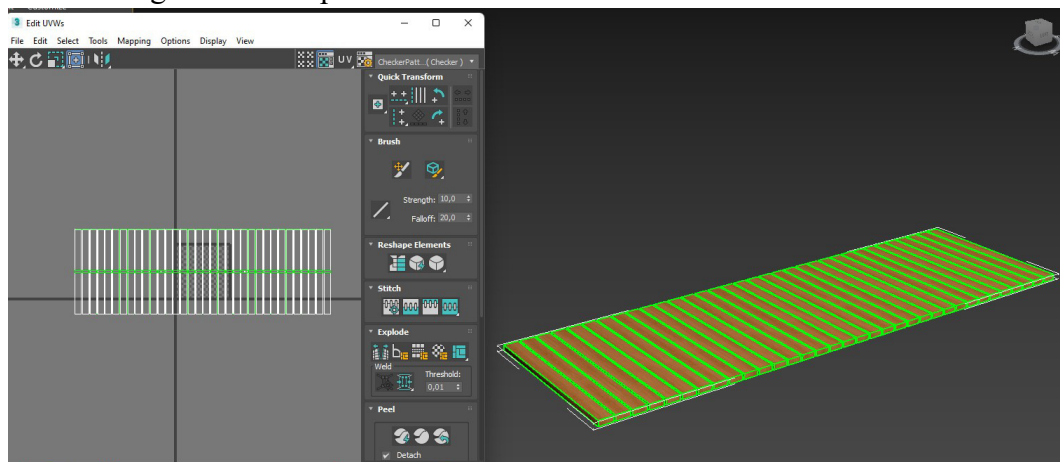 Edit UVWs
File Edit Select Tools Mapping Options Display View
UV CheckerPatt...( Checker )
Quick Transform
Brush
Strength: 10,0
Falloff: 20,0
Reshape Elements
Stitch
Explode
Weld
Threshold:
0,01
Peel
Detach